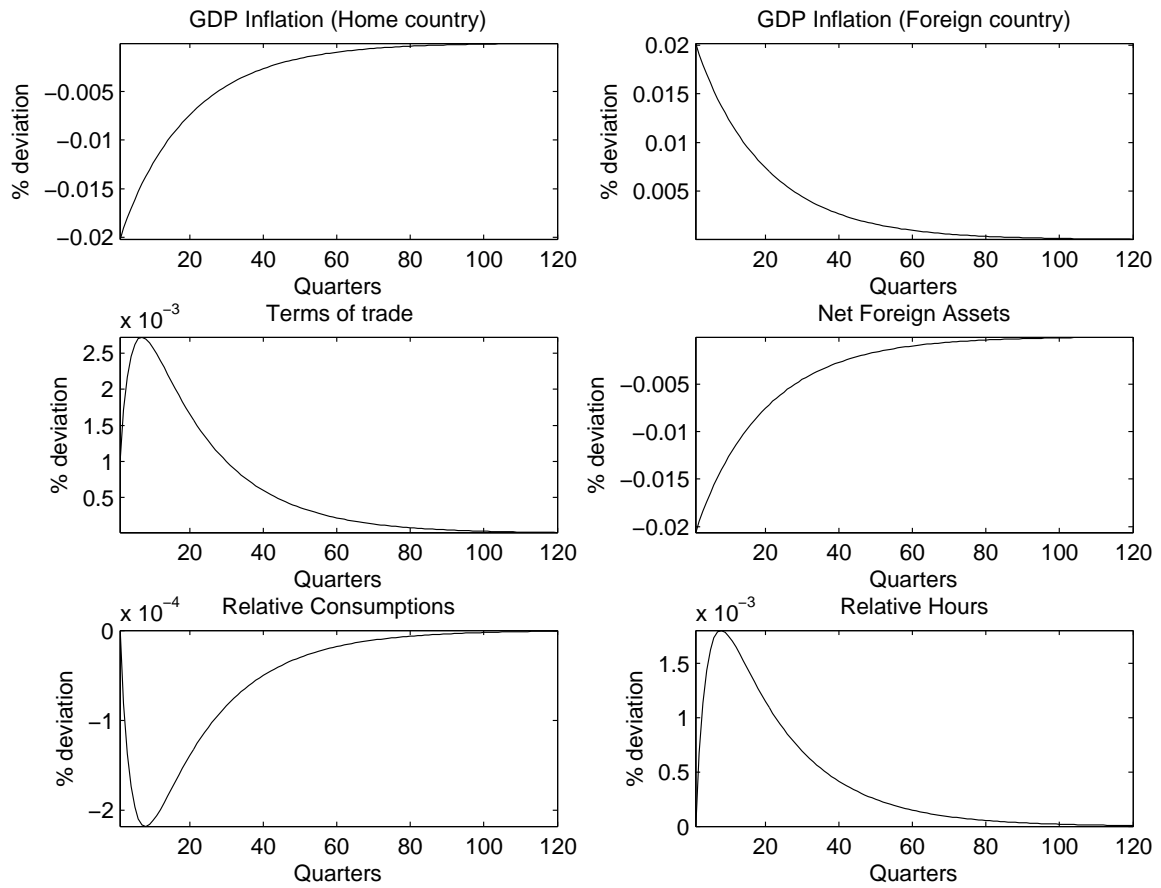 GDP Inflation (Home country)
% deviation
−0.005
−0.01
−0.015
−0.02
20 40 60 80 100 120
Quarters
GDP Inflation (Foreign country)
% deviation
0.02
0.015
0.01
0.005
20 40 60 80 100 120
Quarters
Terms of trade
x 10⁻³
% deviation
2.5
2
1.5
1
0.5
20 40 60 80 100 120
Quarters
Net Foreign Assets
% deviation
−0.005
−0.01
−0.015
−0.02
20 40 60 80 100 120
Quarters
Relative Consumptions
x 10⁻⁴
% deviation
0
−1
−2
20 40 60 80 100 120
Quarters
Relative Hours
x 10⁻³
% deviation
1.5
1
0.5
0
20 40 60 80 100 120
Quarters